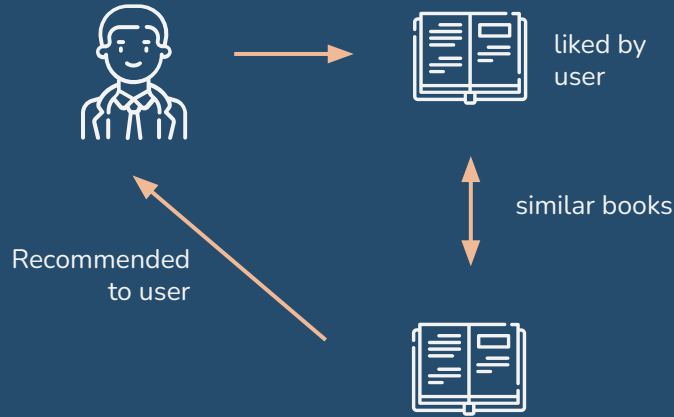 liked by
user
similar books
Recommended
to user